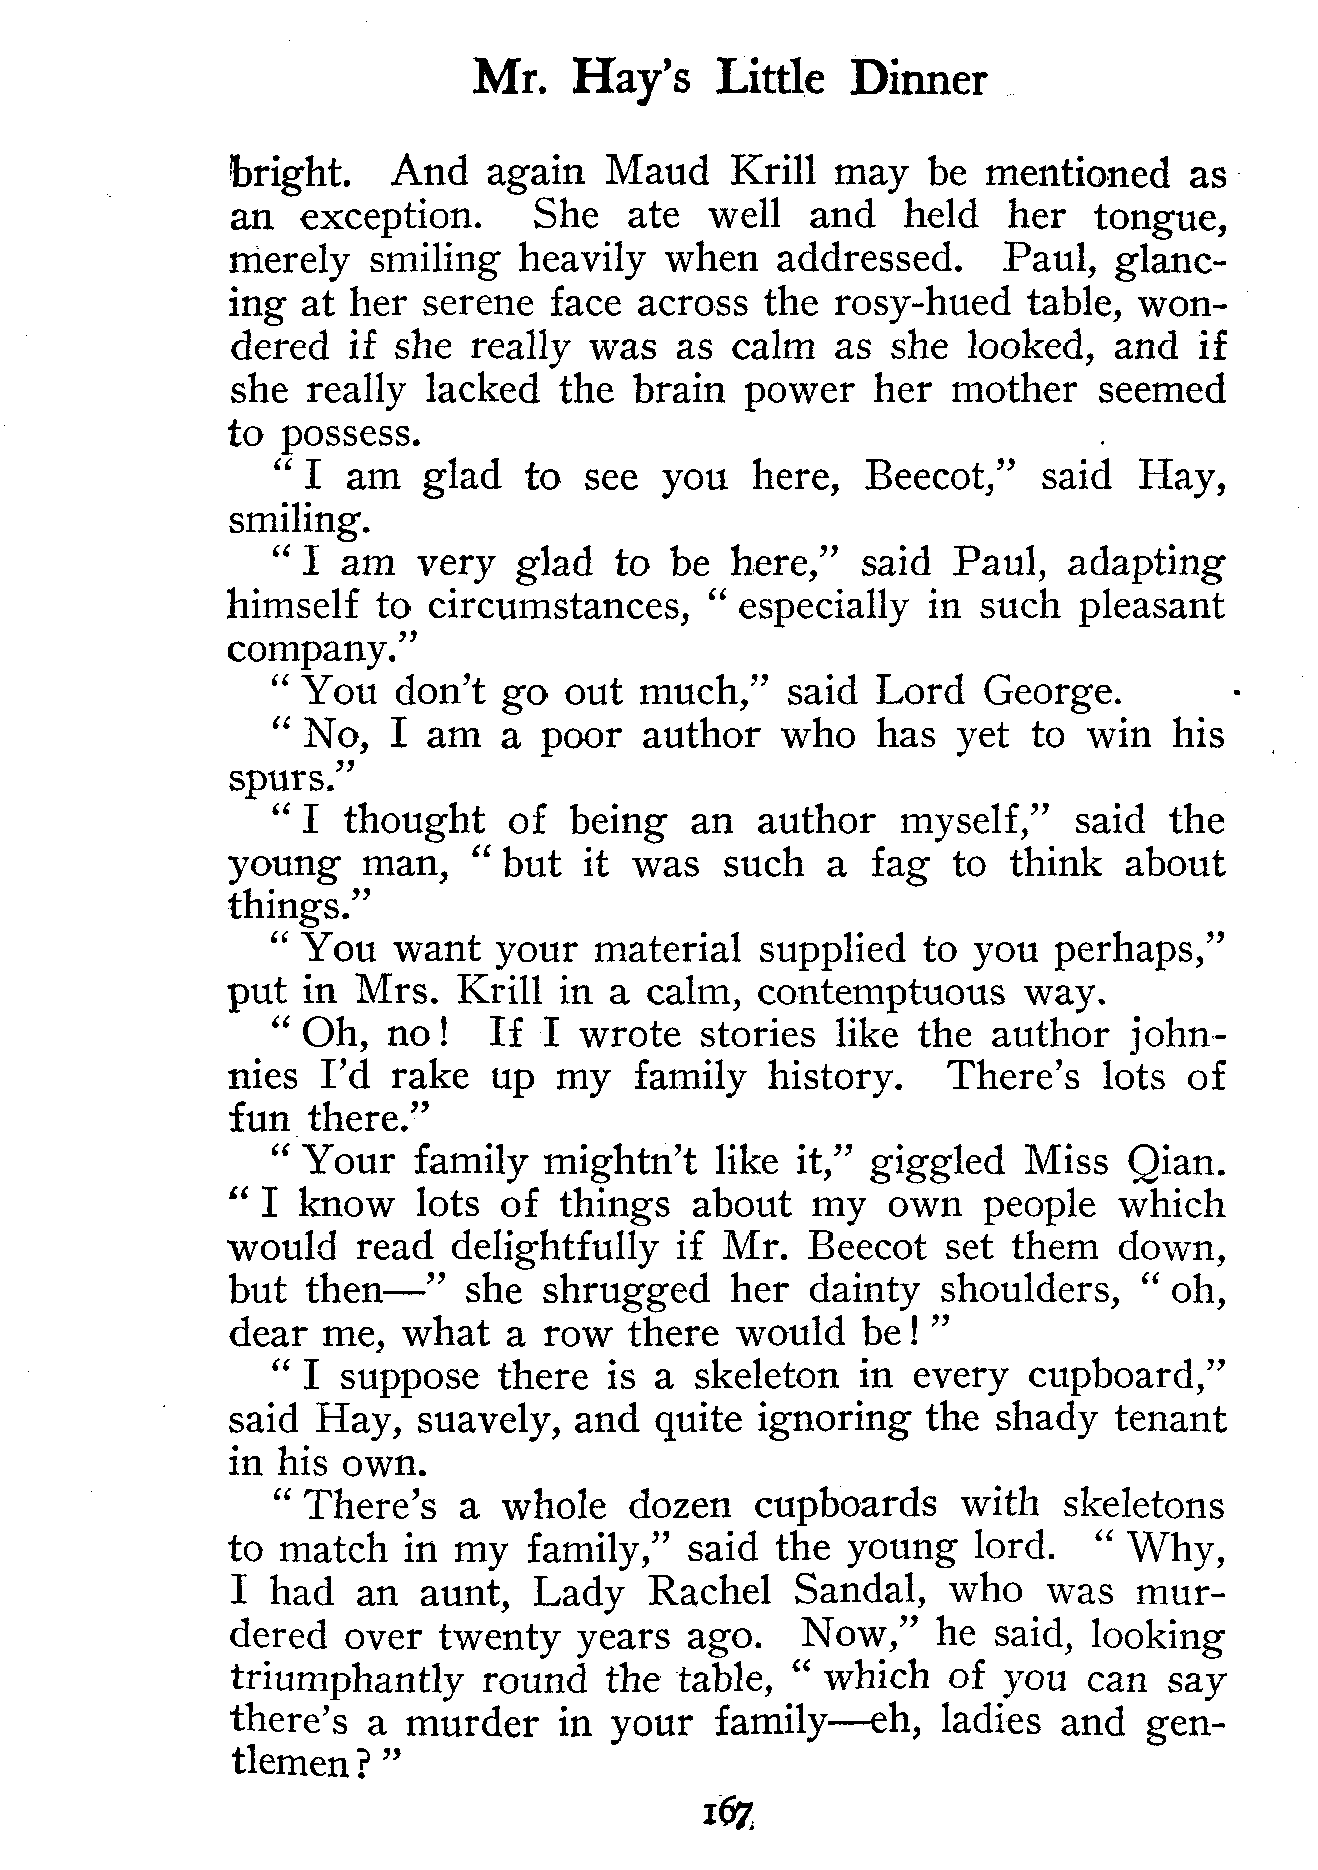 Mr. Hay's Little Dinner
bright. And again Maud Krill may be mentioned as
an exception. She ate well and held her tongue,
merely smiling heavily when addressed. Paul, glanc-
ing at her serene face across the rosy-hued table, won-
dered if she really was as calm as she looked, and if
she really lacked the brain power her mother seemed
to possess.
" I am glad to see you here, Beecot," said Hay,
smiling.
" I am very glad to be here," said Paul, adapting
himself to circumstances, " especially in such pleasant
company."
" You don't go out much," said Lord George.
" No, I am a poor author who has yet to win his
spurs."
" I thought of being an author myself," said the
young man, " but it was such a fag to think about
things."
" You want your material supplied to you perhaps,"
put in Mrs. Krill in a calm, contemptuous way.
" Oh, no! If I wrote stories like the author john-
nies I'd rake up my family history. There's lots of
fun there."
" Your family mightn't like it," giggled Miss Qian.
" I know lots of things about my own people which
would read delightfully if Mr. Beecot set them down,
but then—" she shrugged her dainty shoulders, " oh,
dear me, what a row there would be! "
" I suppose there is a skeleton in every cupboard,"
said Hay, suavely, and quite ignoring the shady tenant
in his own.
" There's a whole dozen cupboards with skeletons
to match in my family," said the young lord. " Why,
I had an aunt, Lady Rachel Sandal, who was mur-
dered over twenty years ago. Now," he said, looking
triumphantly round the table, " which of you can say
there's a murder in your family—eh, ladies and gen-
tlemen? "
167